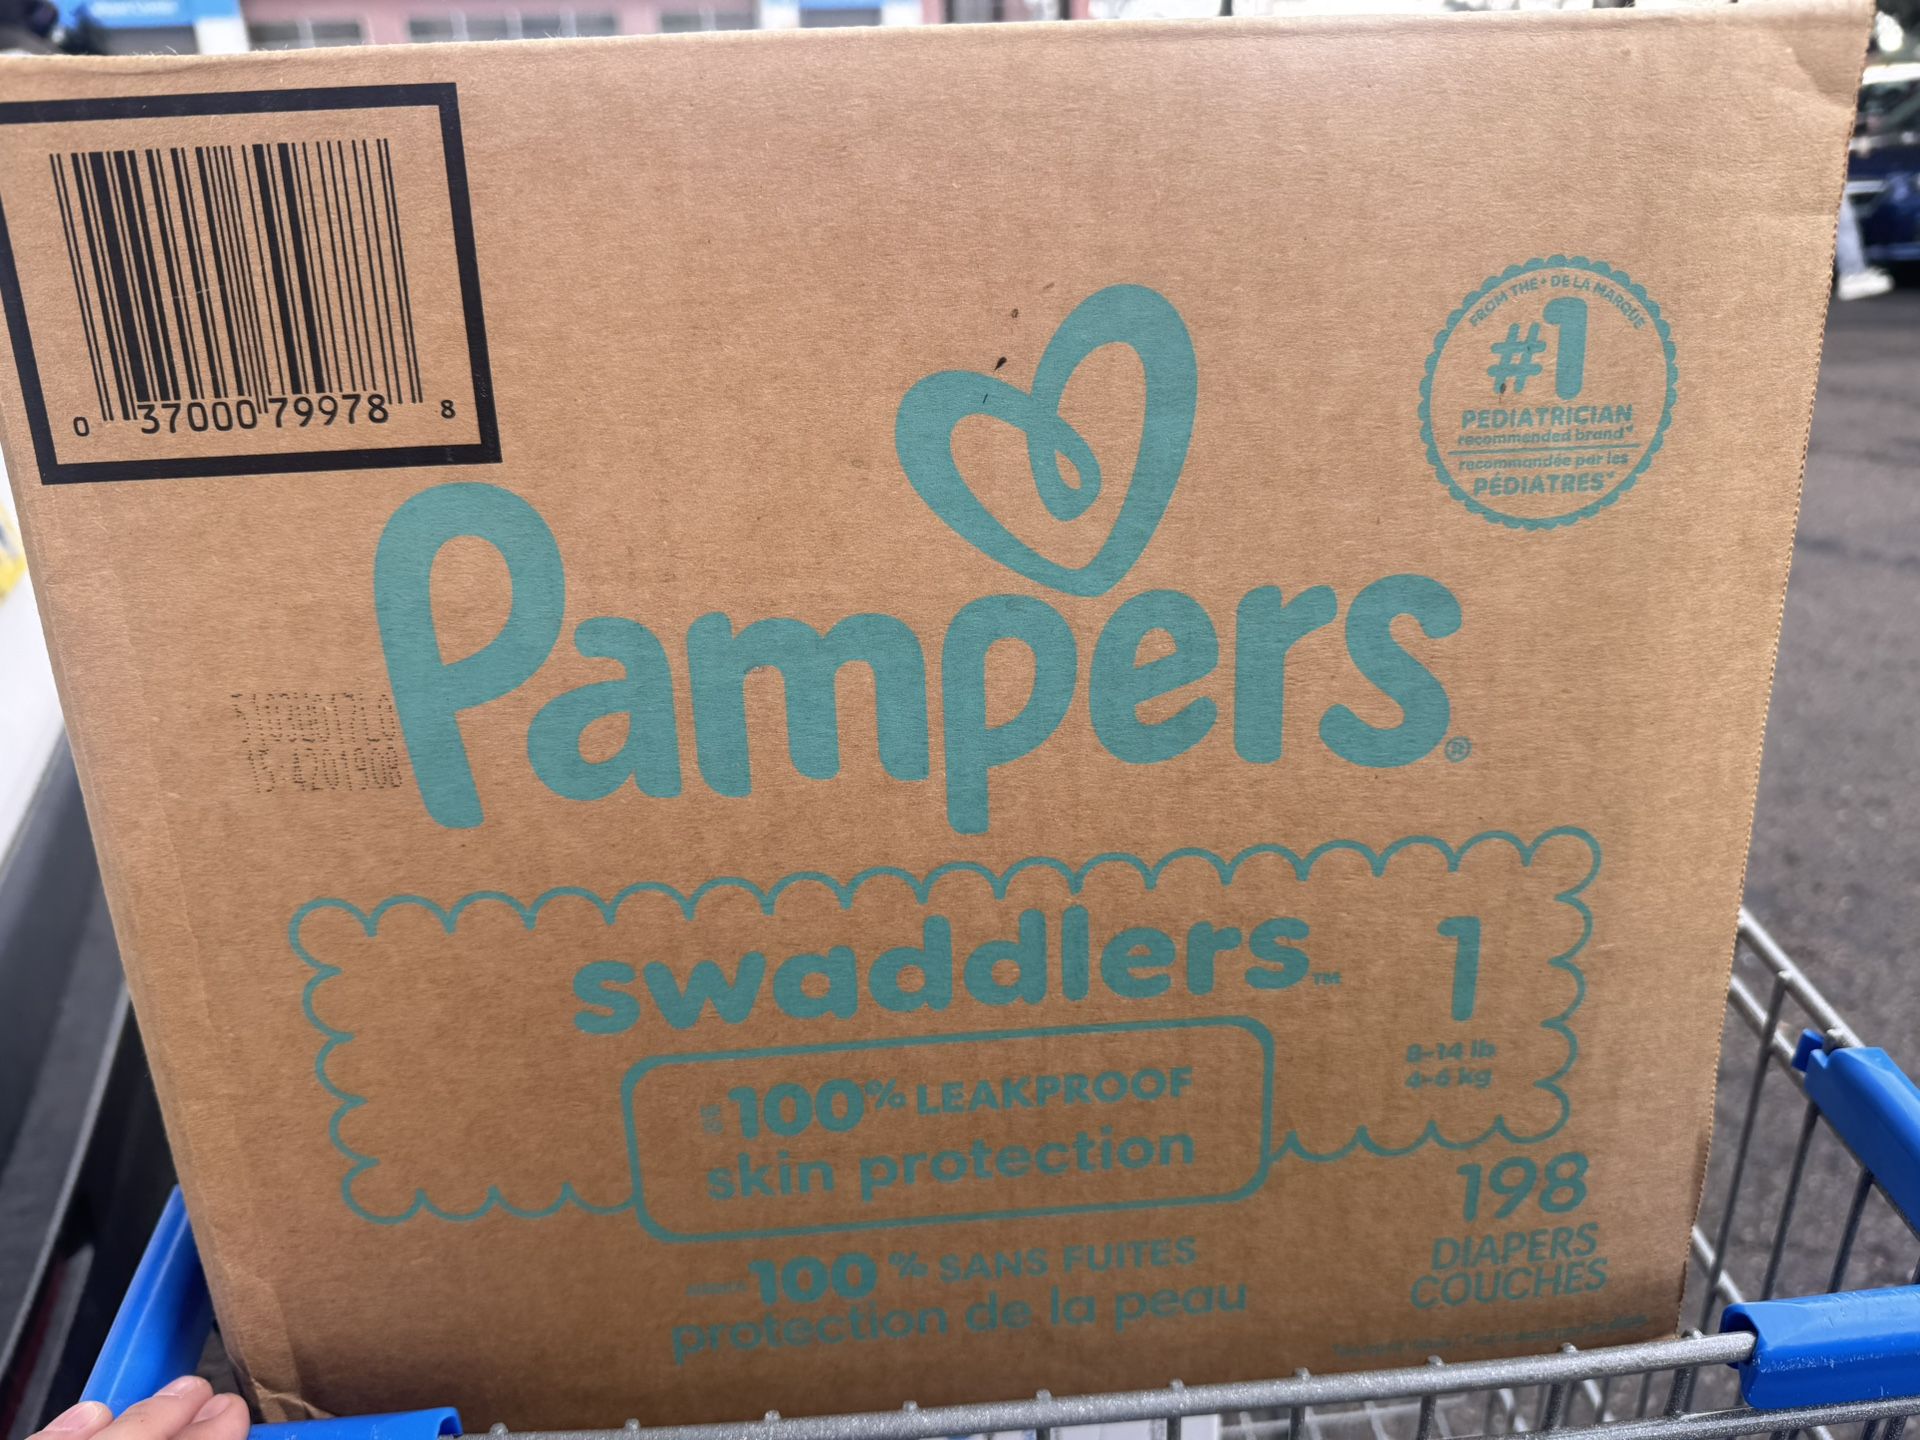 0 37000 79978 8
FROM THE • DE LA MARQUE
#1
PEDIATRICIAN
recommended brand*
recommandée par les
PÉDIATRES*
Pampers®
swaddlers™ 1
8-14 lb
4-6 kg
100% LEAKPROOF
skin protection
100% SANS FUITES
protection de la peau
198
DIAPERS
COUCHES